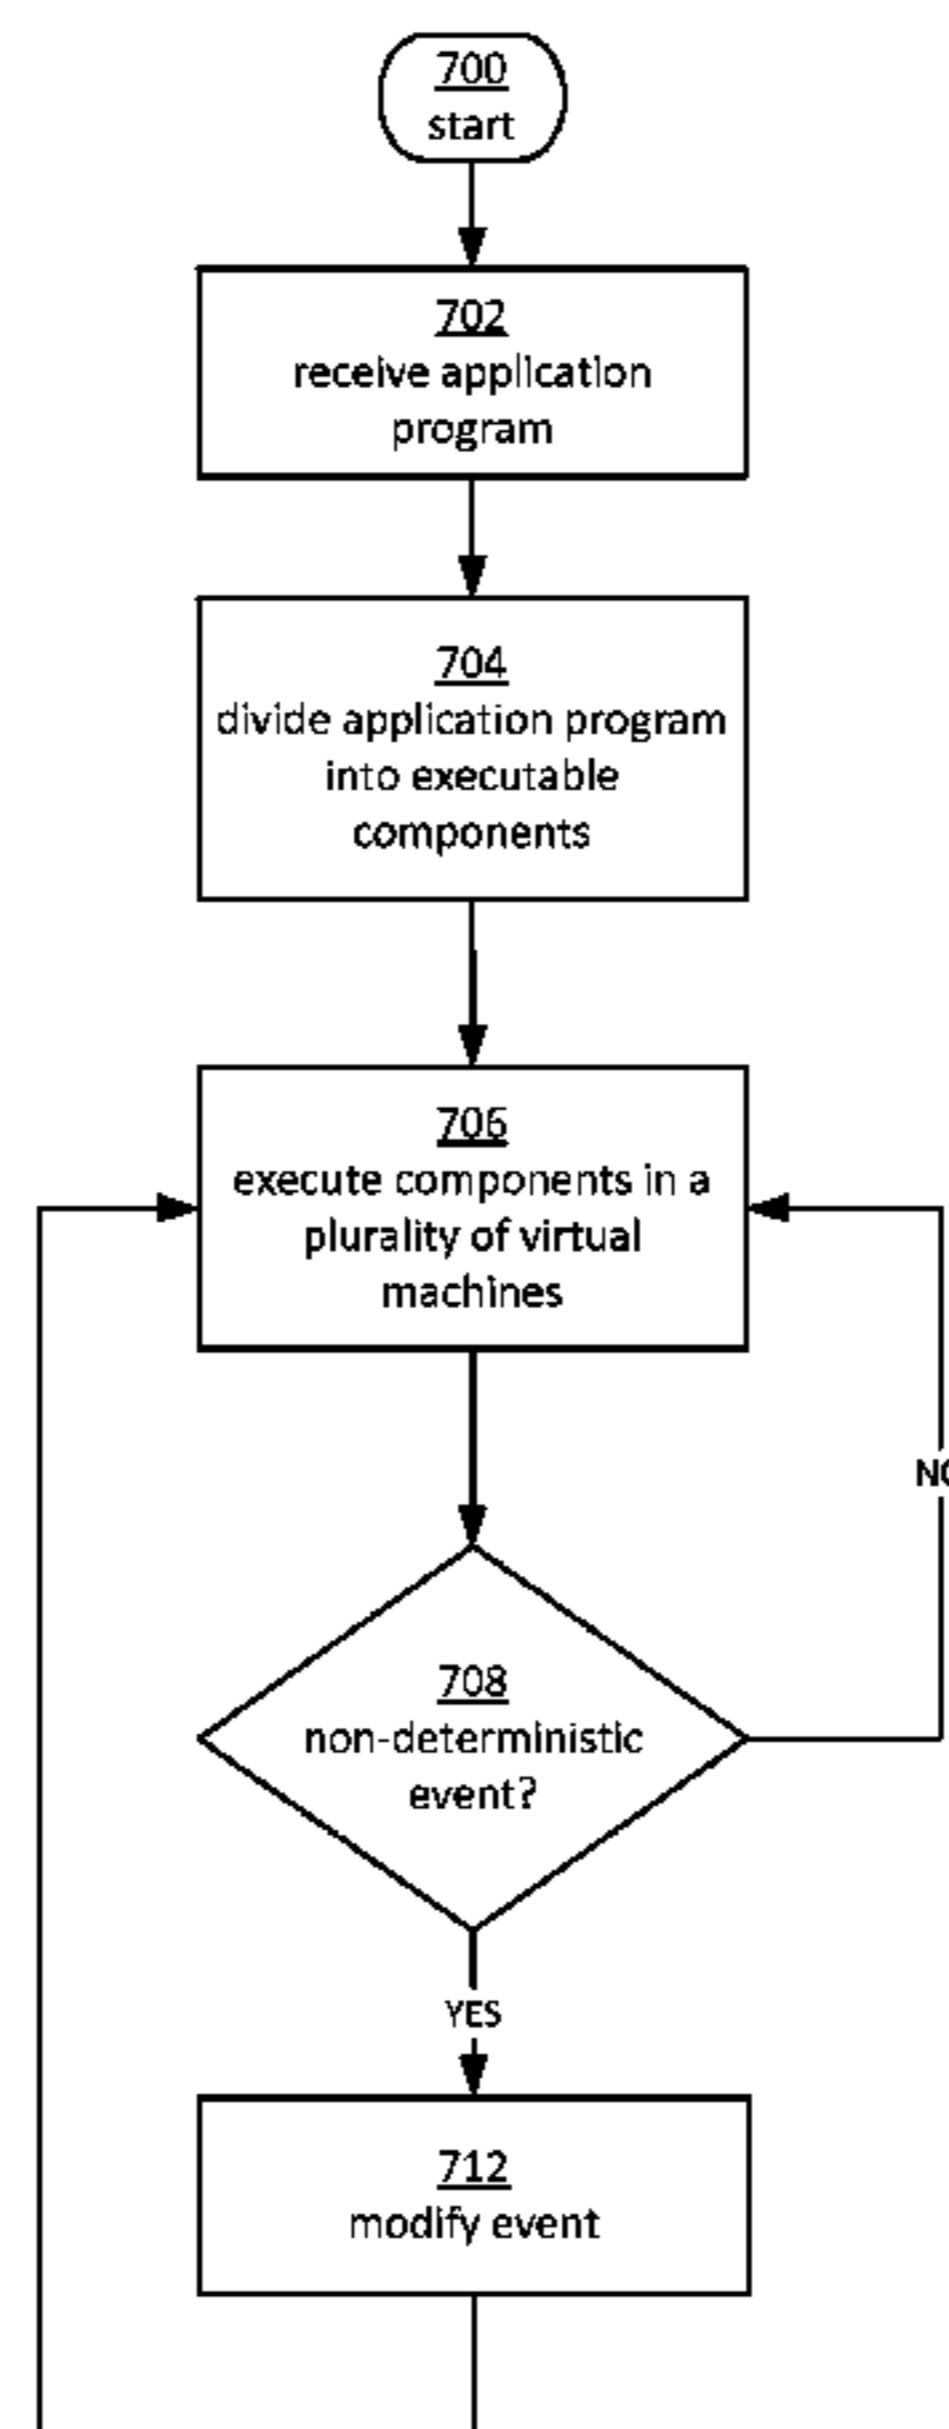 700
start
702
receive application
program
704
divide application program
into executable
components
706
execute components in a
plurality of virtual
machines
708
non-deterministic
event?
YES
712
modify event